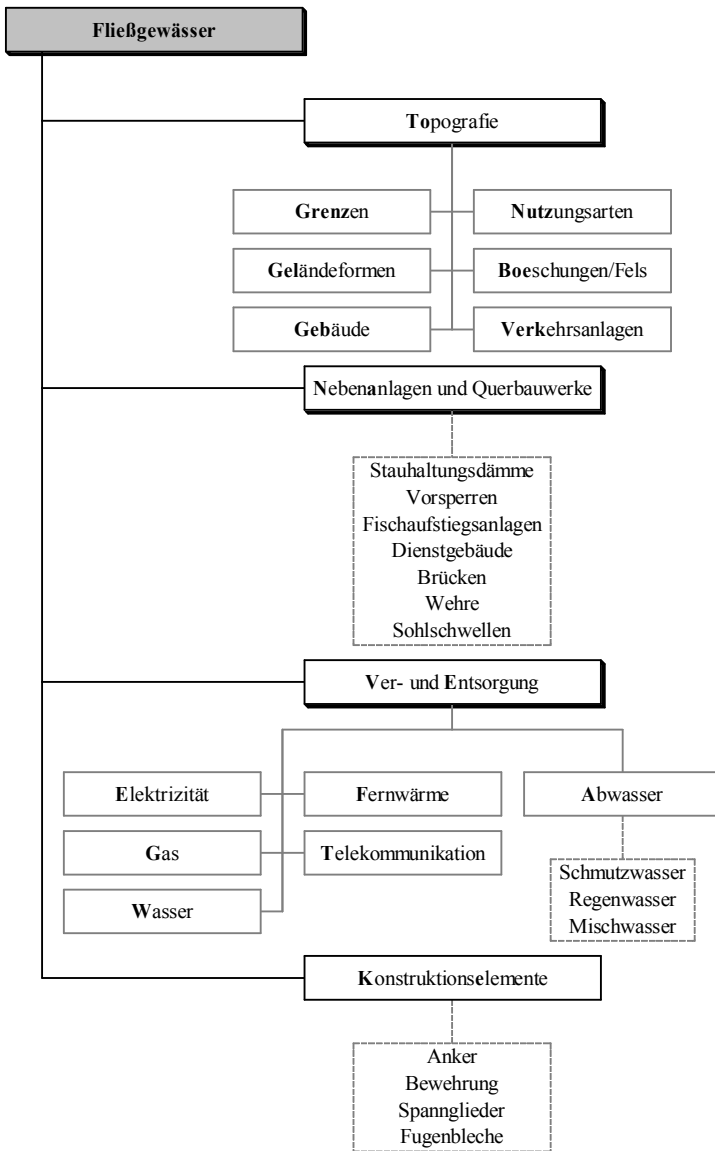 Fließgewässer
Topografie
Grenzen
Nutzungsarten
Geländeformen
Boeschungen/Fels
Gebäude
Verkehrsanlagen
Nebenanlagen und Querbauwerke
Stauhaltungsdämme
Vorsperren
Fischaufstiegsanlagen
Dienstgebäude
Brücken
Wehre
Sohlschwellen
Ver- und Entsorgung
Elektrizität
Fernwärme
Abwasser
Gas
Telekommunikation
Wasser
Schmutzwasser
Regenwasser
Mischwasser
Konstruktionselemente
Anker
Bewehrung
Spannglieder
Fugenbleche